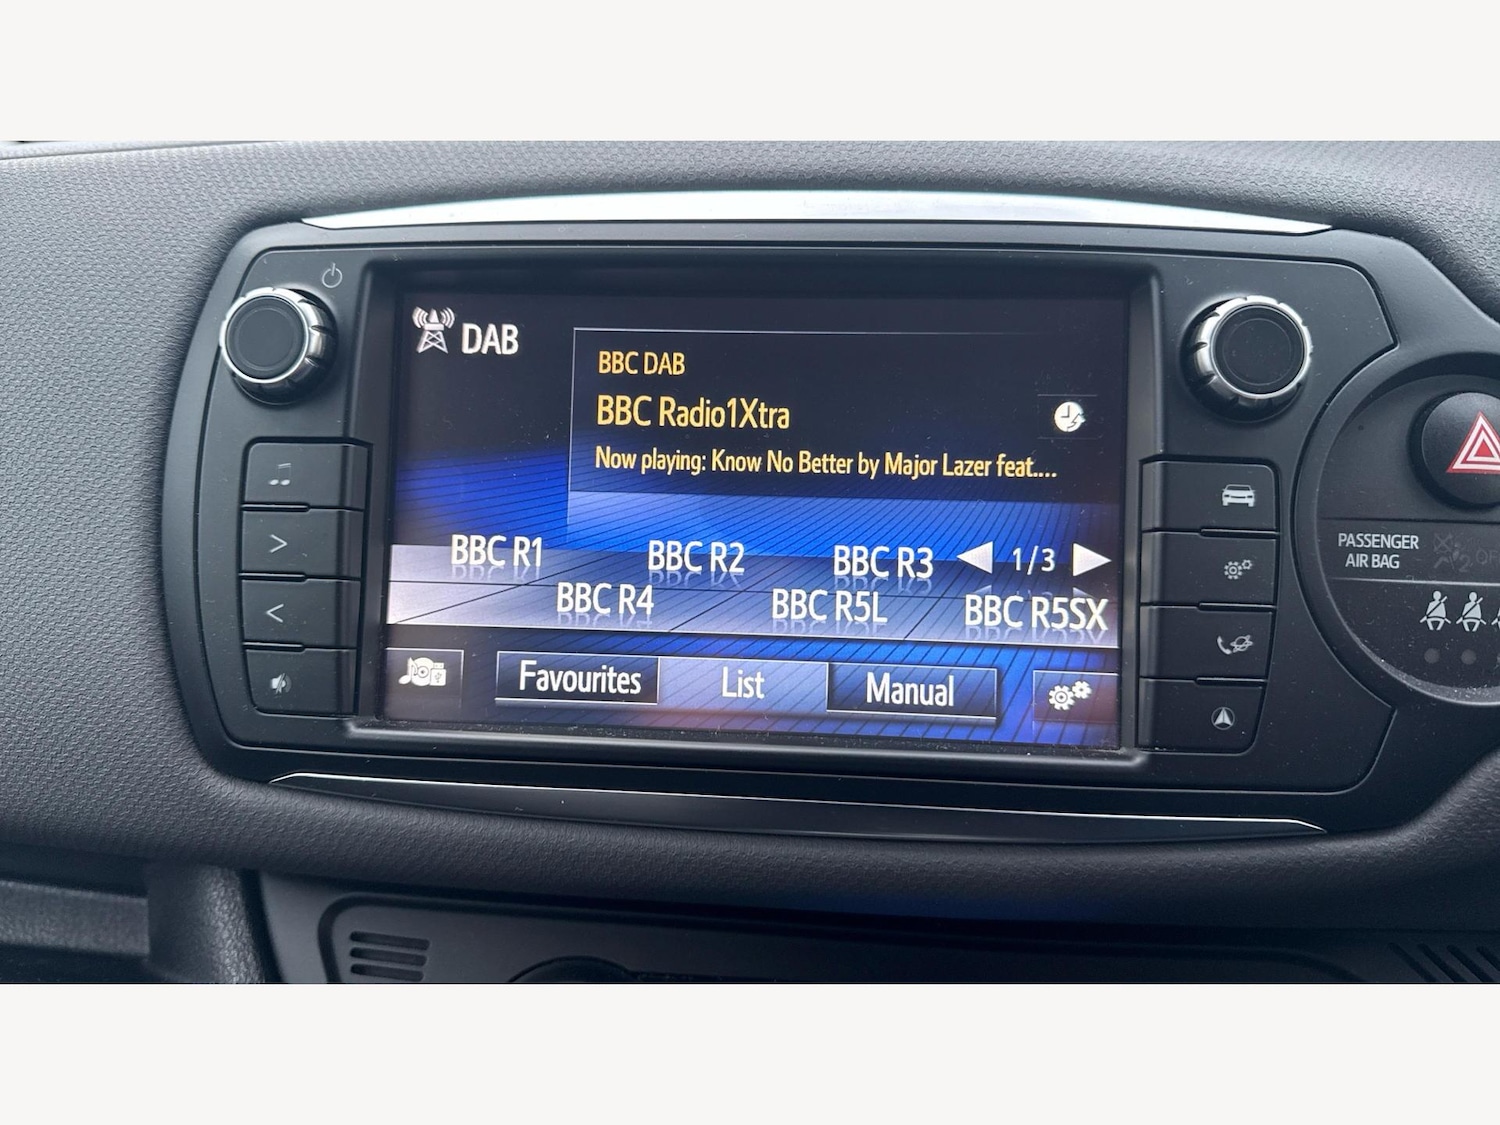 DAB
BBC DAB
BBC Radio1Xtra
Now playing: Know No Better by Major Lazer feat....
BBC R1 BBC R2 BBC R3 1/3
BBC R4 BBC R5L BBC R5SX
Favourites List Manual
PASSENGER
AIR BAG